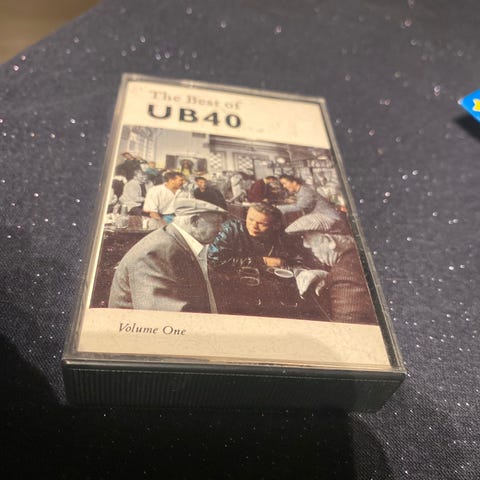 The Best of
UB40
Volume One